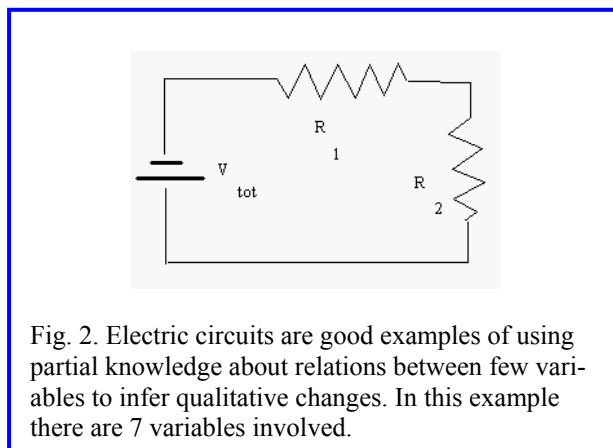 R
1
V
tot
R
2
Fig. 2. Electric circuits are good examples of using
partial knowledge about relations between few vari-
ables to infer qualitative changes. In this example
there are 7 variables involved.